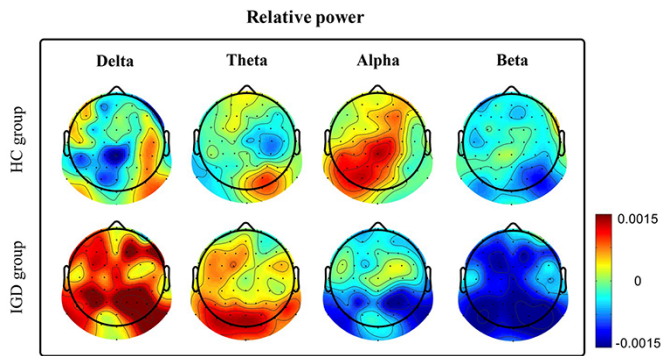 Relative power
Delta Theta Alpha Beta
HC group
IGD group
0.0015
0
-0.0015